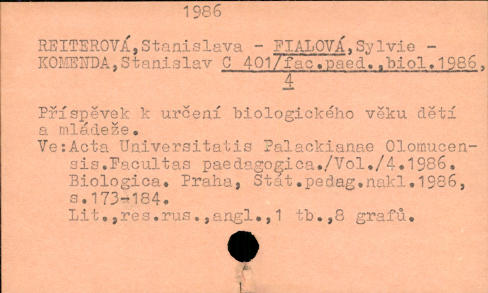 1986
REITEROVÁ,Stanislava - FIALOVÁ,Sylvie -
KOMENDA,Stanislav C 401/fac.paed.,biol.1986,
4
Příspěvek k určení biologického věku dětí
a mládeže.
Ve:Acta Universitatis Palackianae Olomucen-
sis.Facultas paedagogica./Vol./4.1986.
Biologica. Praha, Stát.pedag.nakl.1986,
s.173-184.
Lit.,res.rus.,angl.,1 tb.,8 grafů.